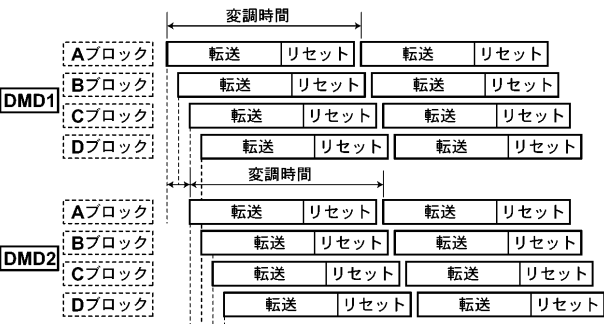 変調時間
Aブロック 転送 リセット 転送 リセット
DMD1
Bブロック 転送 リセット 転送 リセット
Cブロック 転送 リセット 転送 リセット
Dブロック 転送 リセット 転送 リセット
変調時間
Aブロック 転送 リセット 転送 リセット
DMD2
Bブロック 転送 リセット 転送 リセット
Cブロック 転送 リセット 転送 リセット
Dブロック 転送 リセット 転送 リセット